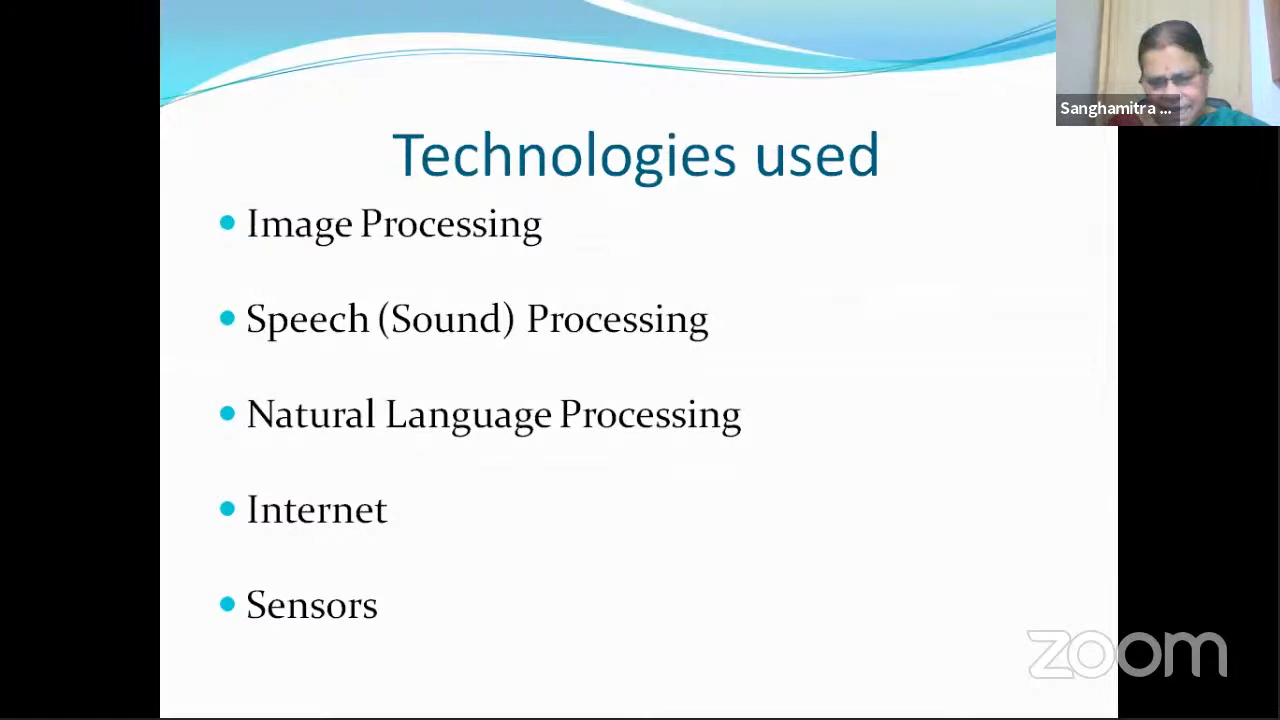 Sanghamitra ...
Technologies used
• Image Processing
• Speech (Sound) Processing
• Natural Language Processing
• Internet
• Sensors
zoom